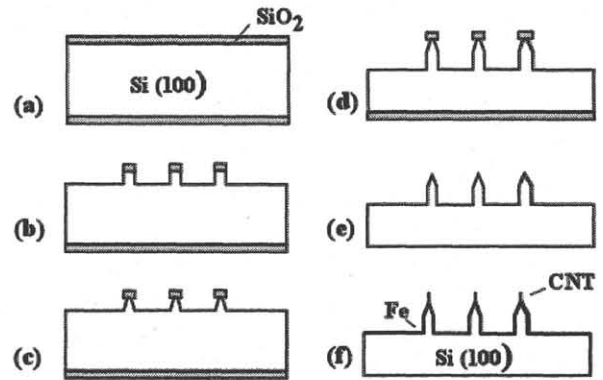 SiO2
Si (100)
(a)
(b)
(c)
(d)
(e)
CNT
Fe
Si (100)
(f)